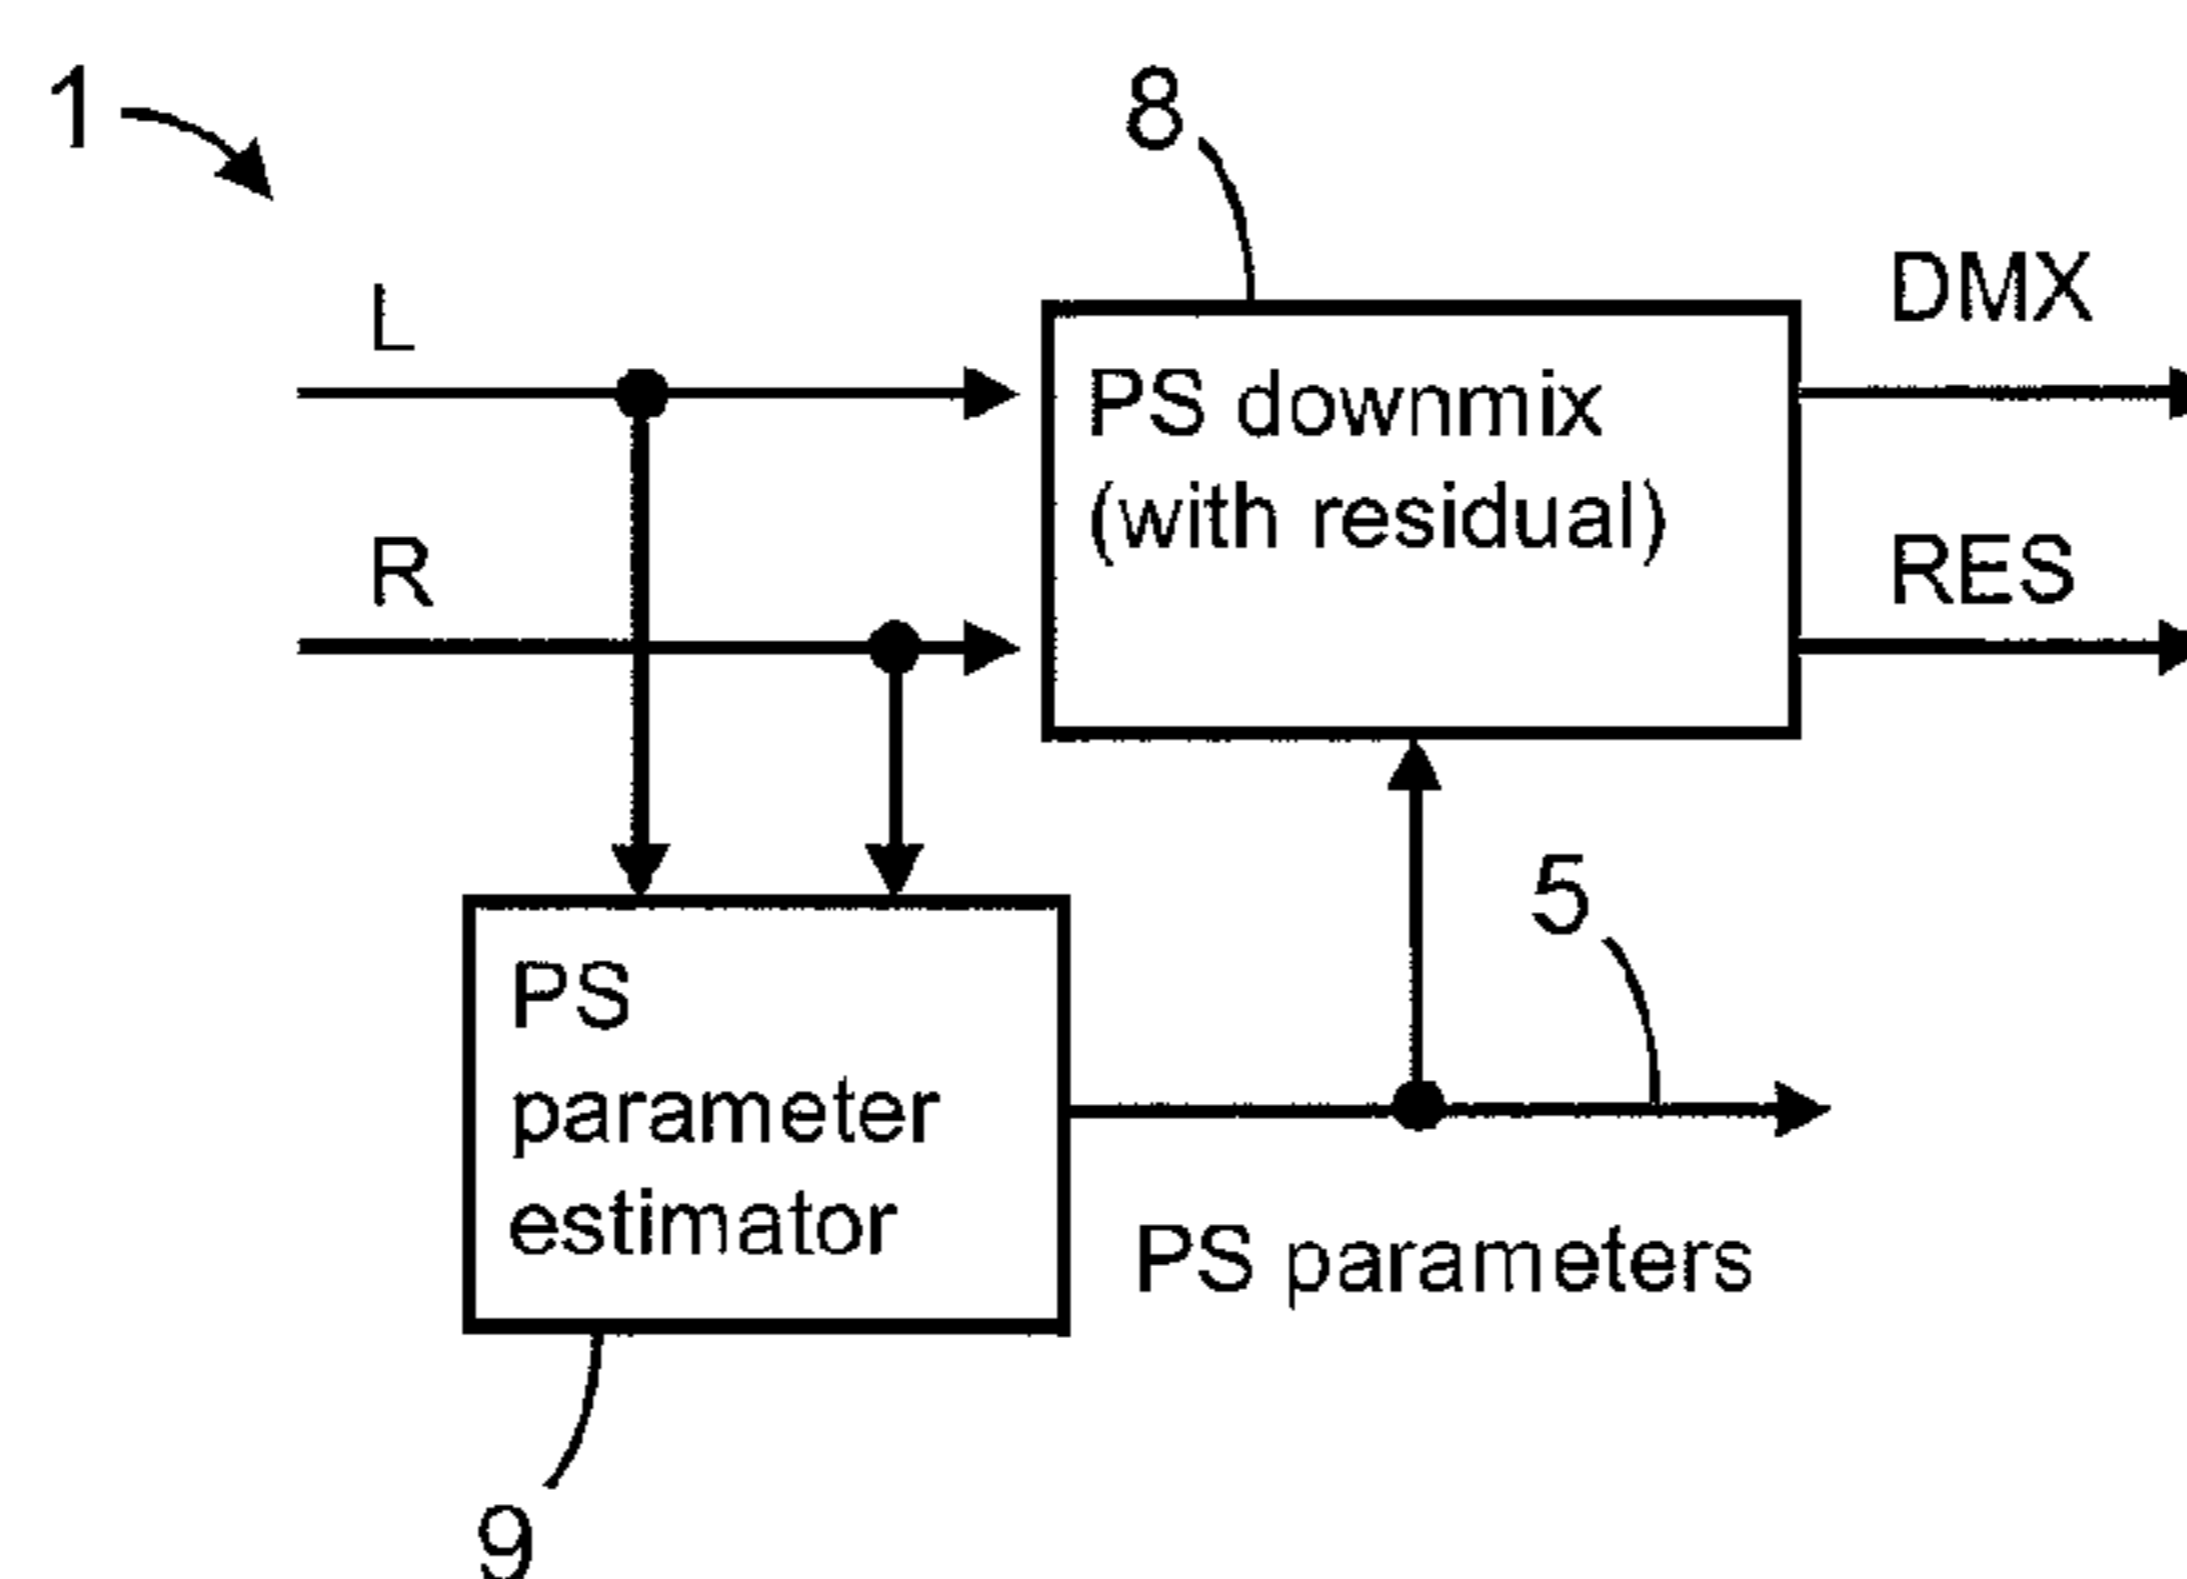 1
8
L
DMX
PS downmix
(with residual)
R
RES
5
PS
parameter
estimator
PS parameters
9